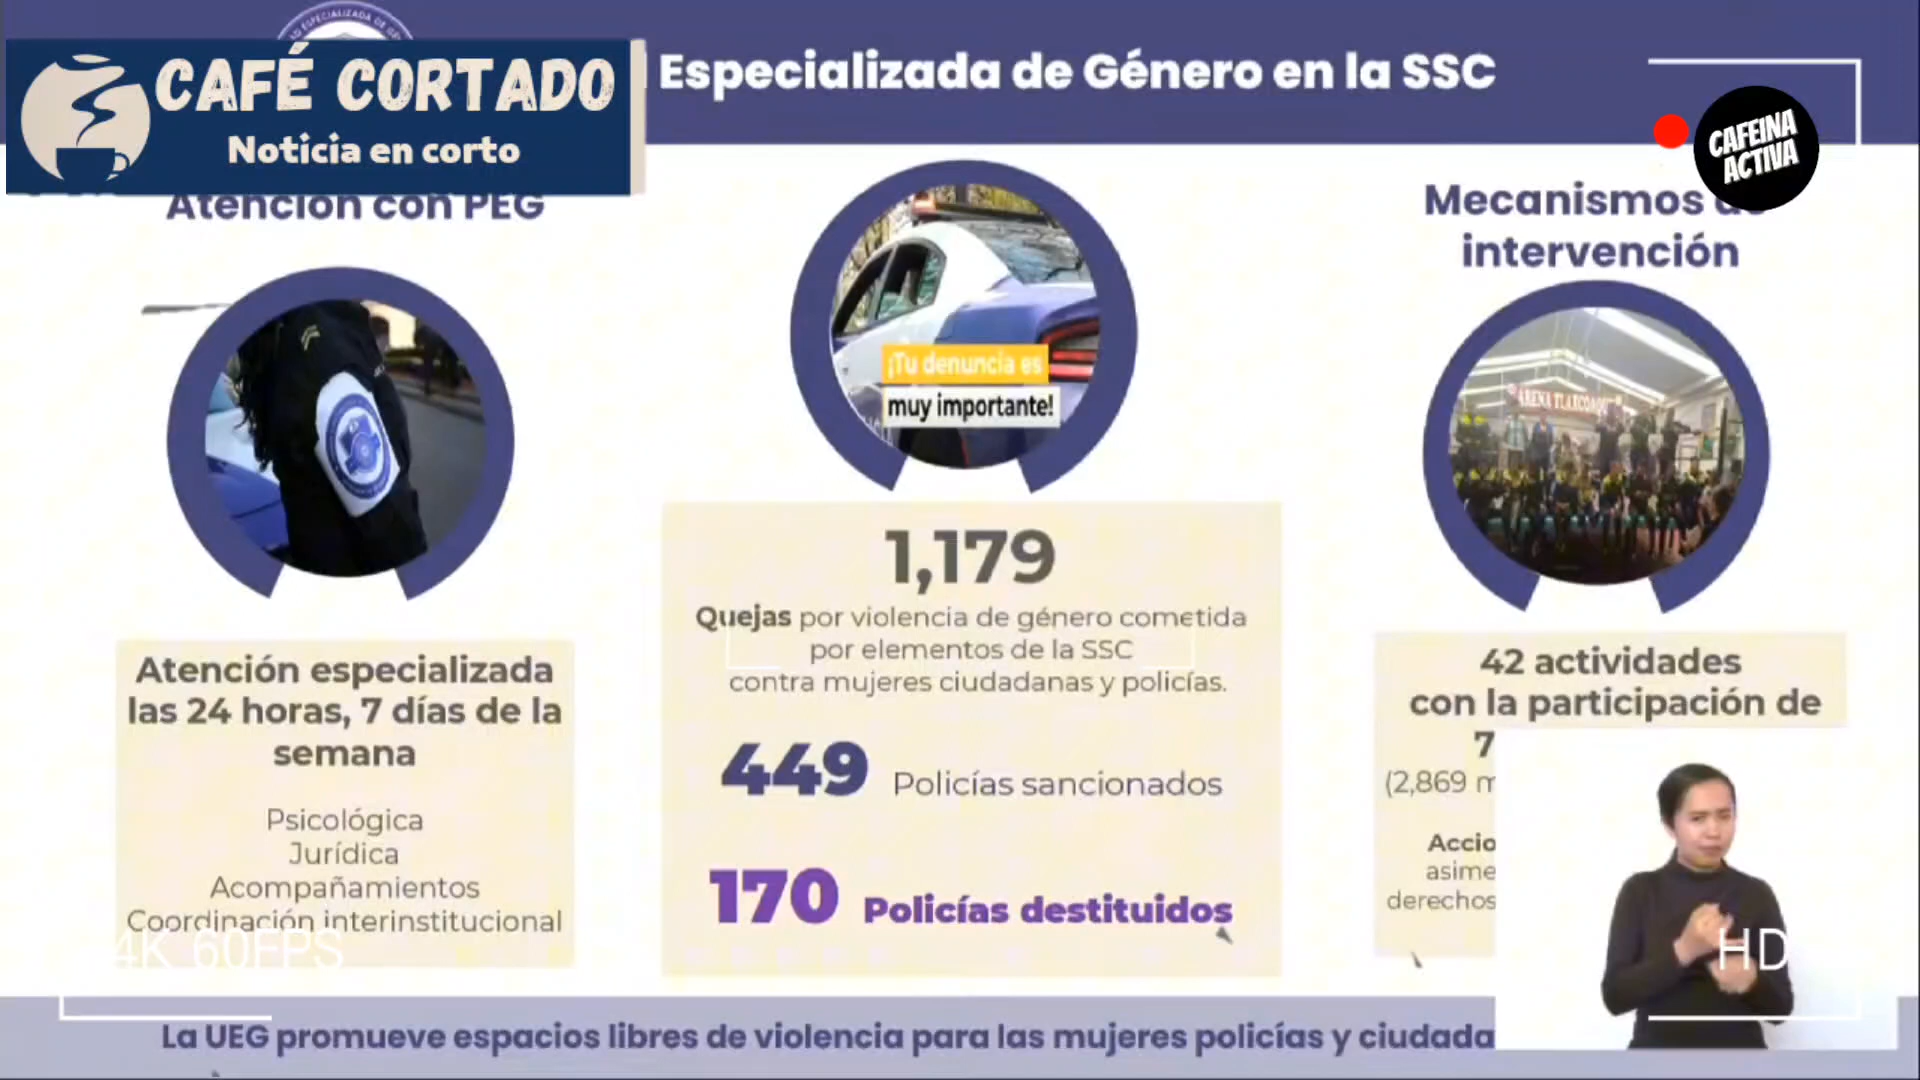 CAFÉ CORTADO
Noticia en corto
Especializada de Género en la SSC
CAFEINA
ACTIVA
Atención con PEG
Atención especializada
las 24 horas, 7 días de la
semana
Psicológica
Jurídica
Acompañamientos
Coordinación interinstitucional
¡Tu denuncia es
muy importante!
1,179
Quejas por violencia de género cometida
por elementos de la SSC
contra mujeres ciudadanas y policías.
449 Policías sancionados
170 Policías destituidos
Mecanismos
intervención
ARENA
42 actividades
con la participación de
7
(2,869
4K 60FPS
HD
La UEG promueve espacios libres de violencia para las mujeres policías y